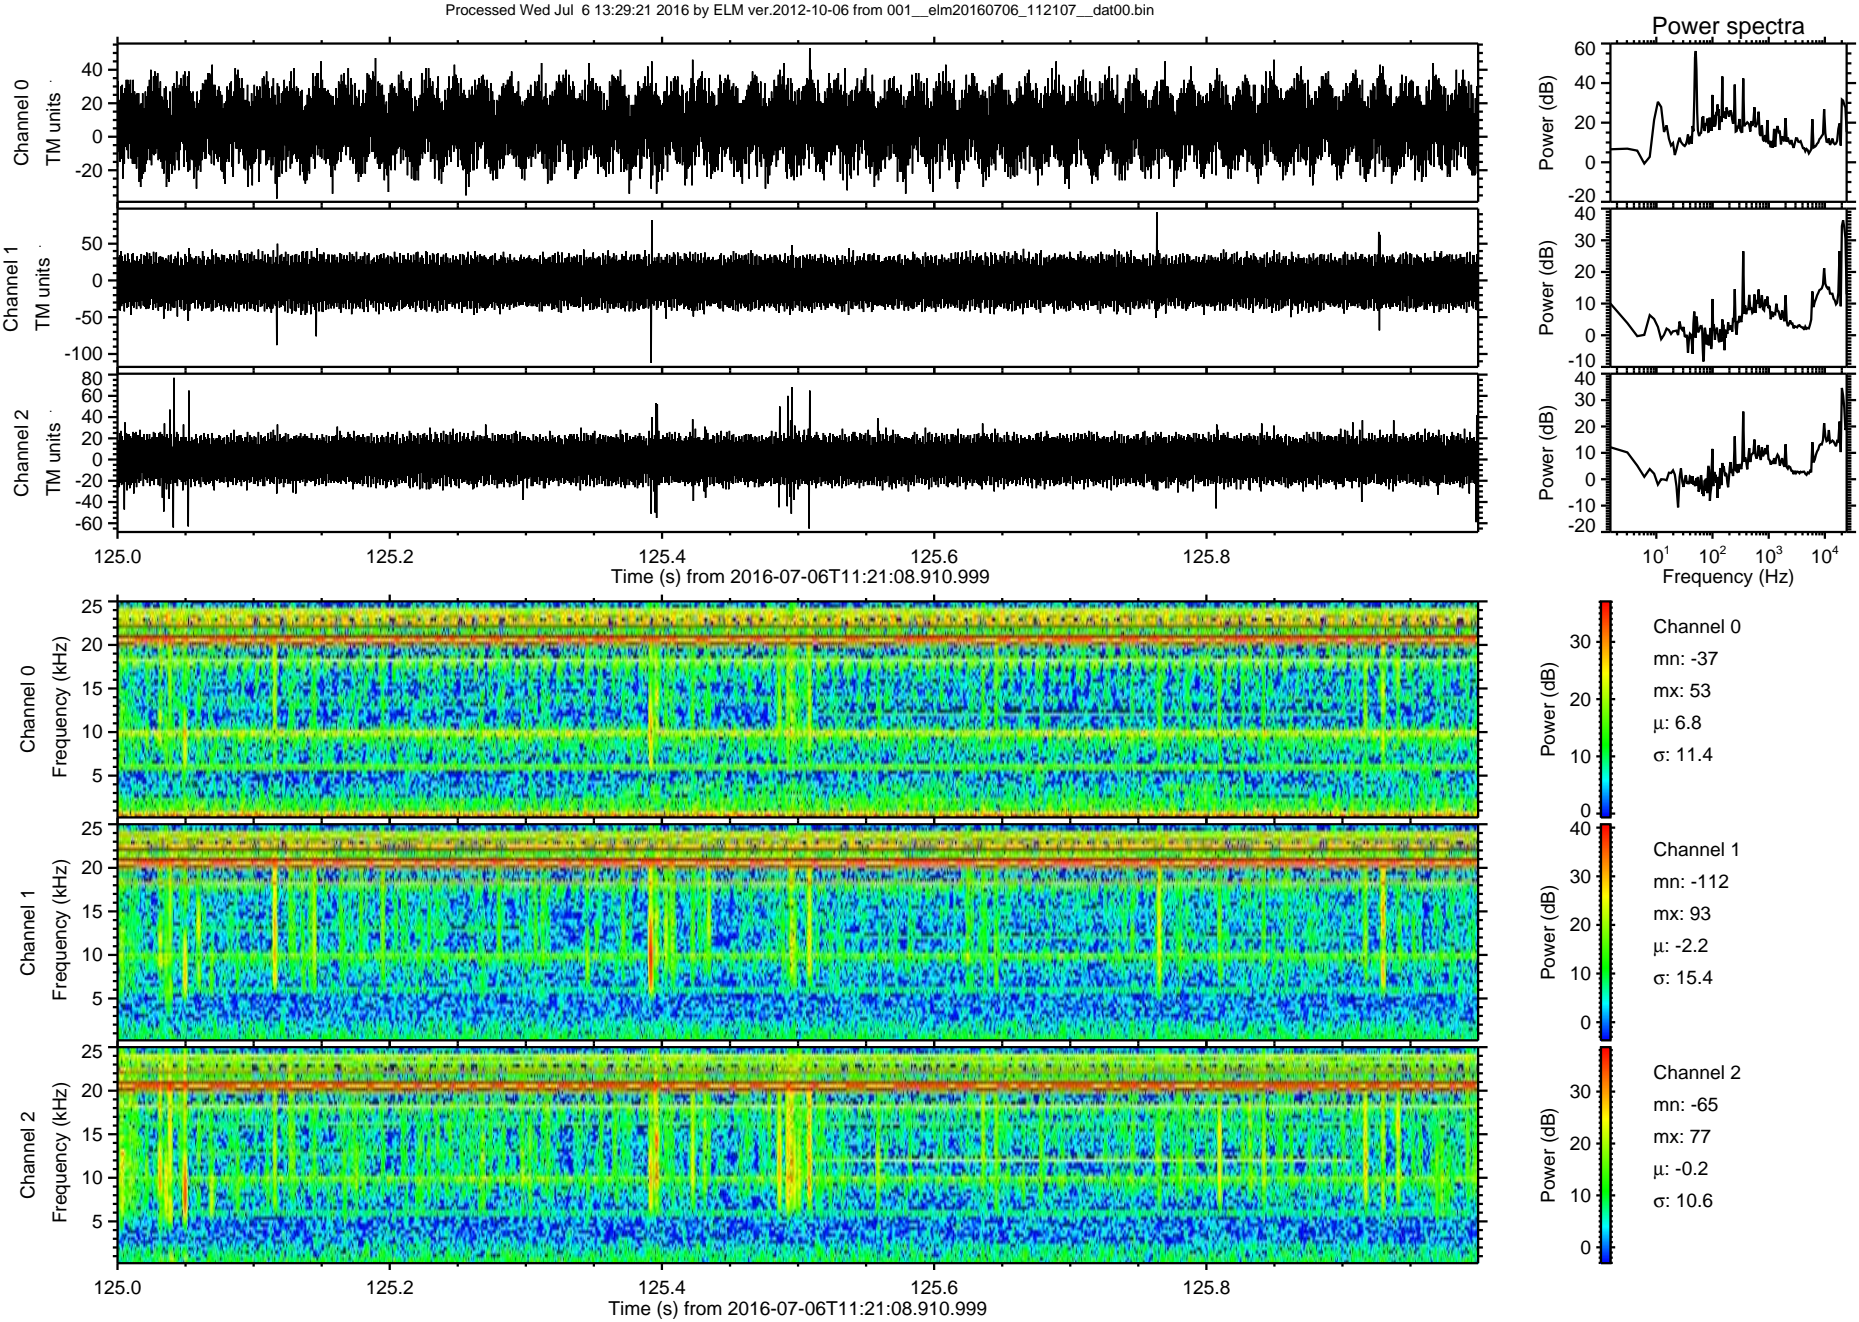 Processed Wed Jul  6 13:29:21 2016 by ELM ver.2012-10-06 from 001__elm20160706_112107__dat00.bin
Power spectra
Channel 0
TM units
40
20
0
-20
Power (dB)
60
40
20
0
-20
Channel 1
TM units
50
0
-50
-100
Power (dB)
40
30
20
10
0
-10
Channel 2
TM units
80
60
40
20
0
-20
-40
-60
Power (dB)
40
30
20
10
0
-10
-20
125.0
125.2
125.4
125.6
125.8
Time (s) from 2016-07-06T11:21:08.910.999
10^1
10^2
10^3
10^4
Frequency (Hz)
Channel 0
Frequency (kHz)
25
20
15
10
5
Power (dB)
30
20
10
0
Channel 0
mn: -37
mx: 53
μ: 6.8
σ: 11.4
Channel 1
Frequency (kHz)
25
20
15
10
5
Power (dB)
40
30
20
10
0
Channel 1
mn: -112
mx: 93
μ: -2.2
σ: 15.4
Channel 2
Frequency (kHz)
25
20
15
10
5
Power (dB)
30
20
10
0
Channel 2
mn: -65
mx: 77
μ: -0.2
σ: 10.6
125.0
125.2
125.4
125.6
125.8
Time (s) from 2016-07-06T11:21:08.910.999